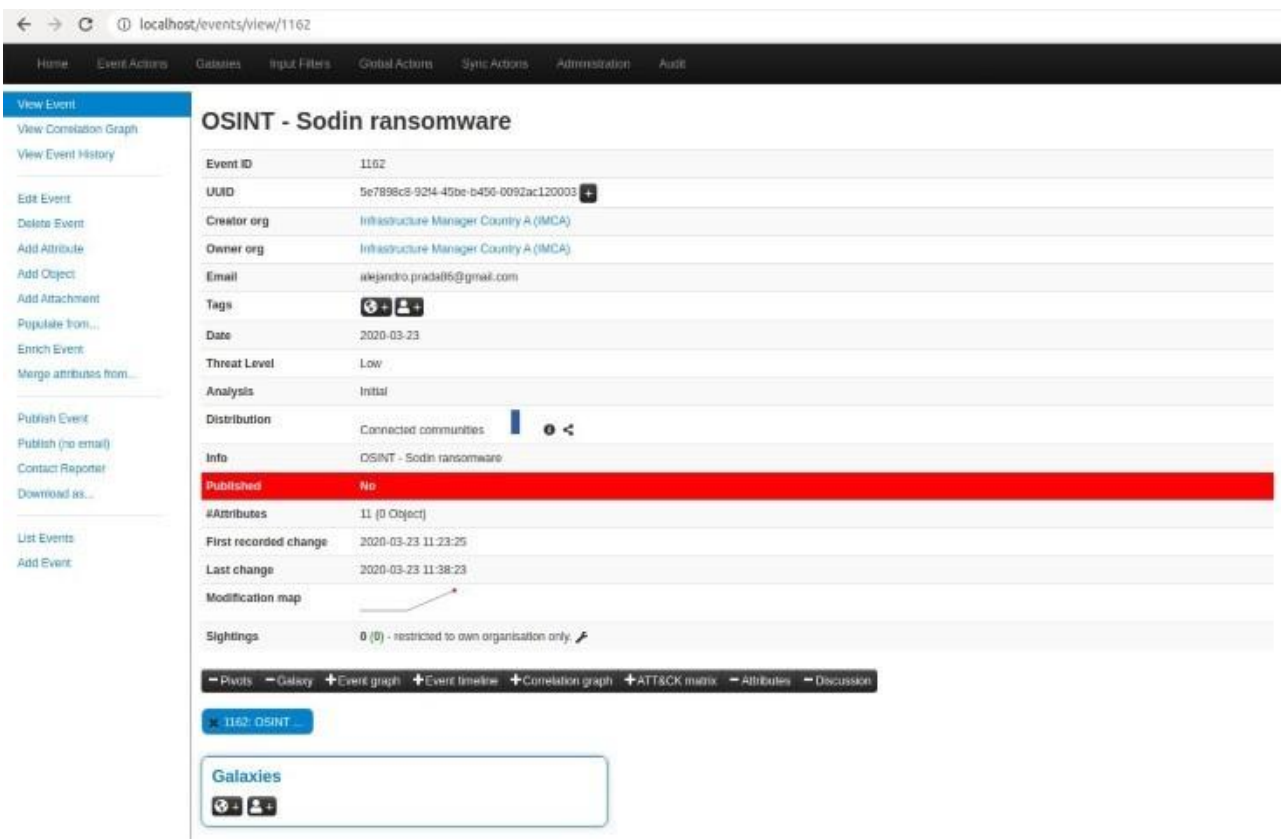 localhost/events/view/1162
Home Event Actions Galaxies Input Filters Global Actions Sync Actions Administration Audit
View Event
View Correlation Graph
View Event History
Edit Event
Delete Event
Add Attribute
Add Object
Add Attachment
Populate from...
Enrich Event
Merge attributes from...
Publish Event
Publish (no email)
Contact Reporter
Download as...
List Events
Add Event
OSINT - Sodin ransomware
Event ID 1162
UUID 5e7898c8-92f4-45be-b456-0092ac120003 +
Creator org Infrastructure Manager Country A (IMCA)
Owner org Infrastructure Manager Country A (IMCA)
Email alejandro.prada86@gmail.com
Tags + +
Date 2020-03-23
Threat Level Low
Analysis Initial
Distribution Connected communities
Info OSINT - Sodin ransomware
Published No
#Attributes 11 (0 Object)
First recorded change 2020-03-23 11:23:25
Last change 2020-03-23 11:38:23
Modification map
Sightings 0 (0) - restricted to own organisation only.
−Pivots −Galaxy +Event graph +Event timeline +Correlation graph +ATT&CK matrix −Attributes −Discussion
× 1162: OSINT ...
Galaxies
+ +